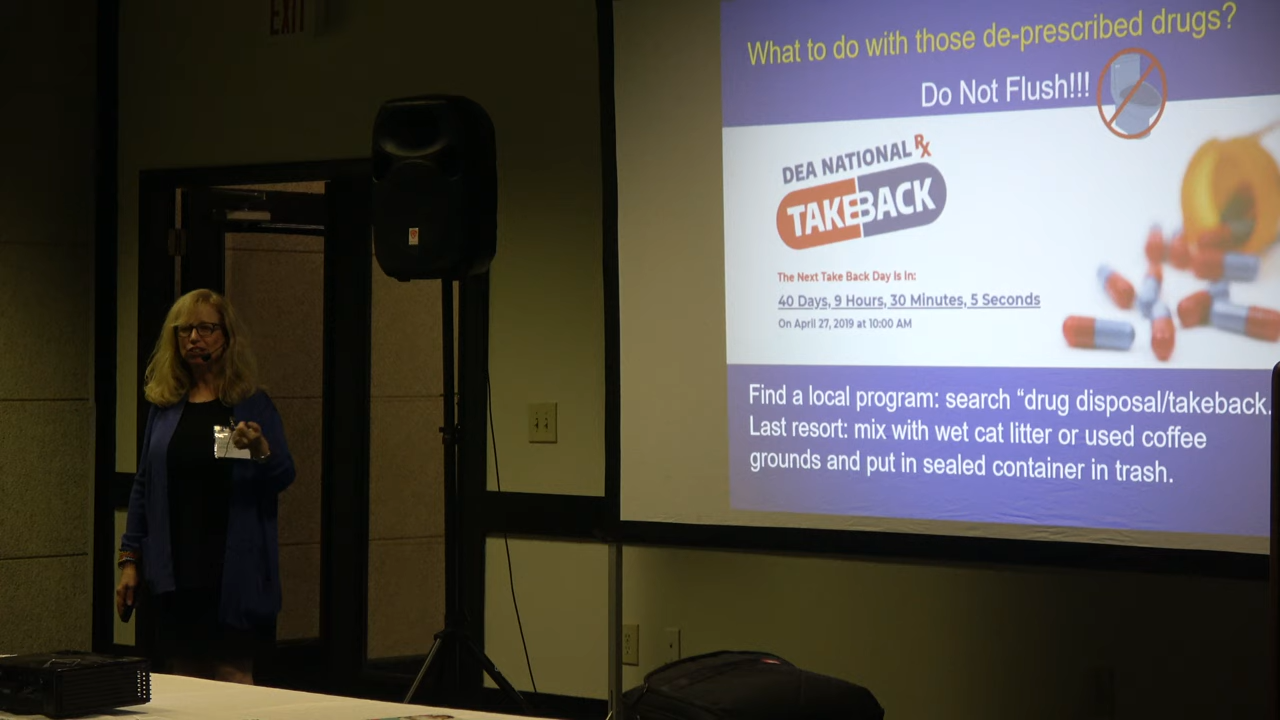 EXIT
What to do with those de-prescribed drugs?
Do Not Flush!!!
DEA NATIONAL Rx
TAKE BACK
The Next Take Back Day Is In:
40 Days, 9 Hours, 30 Minutes, 5 Seconds
On April 27, 2019 at 10:00 AM
Find a local program: search “drug disposal/takeback.
Last resort: mix with wet cat litter or used coffee
grounds and put in sealed container in trash.